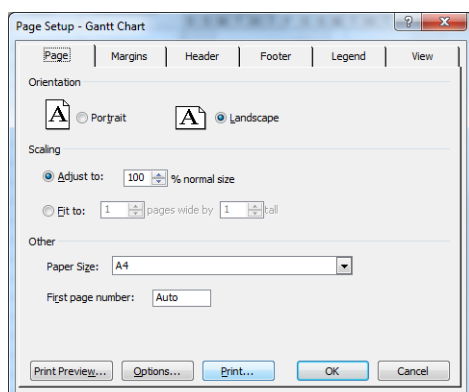 Page Setup - Gantt Chart
Page Margins Header Footer Legend View
Orientation
A Portrait A Landscape
Scaling
Adjust to: 100 % normal size
Fit to: 1 pages wide by 1 tall
Other
Paper Size: A4
First page number: Auto
Print Preview... Options... Print... OK Cancel